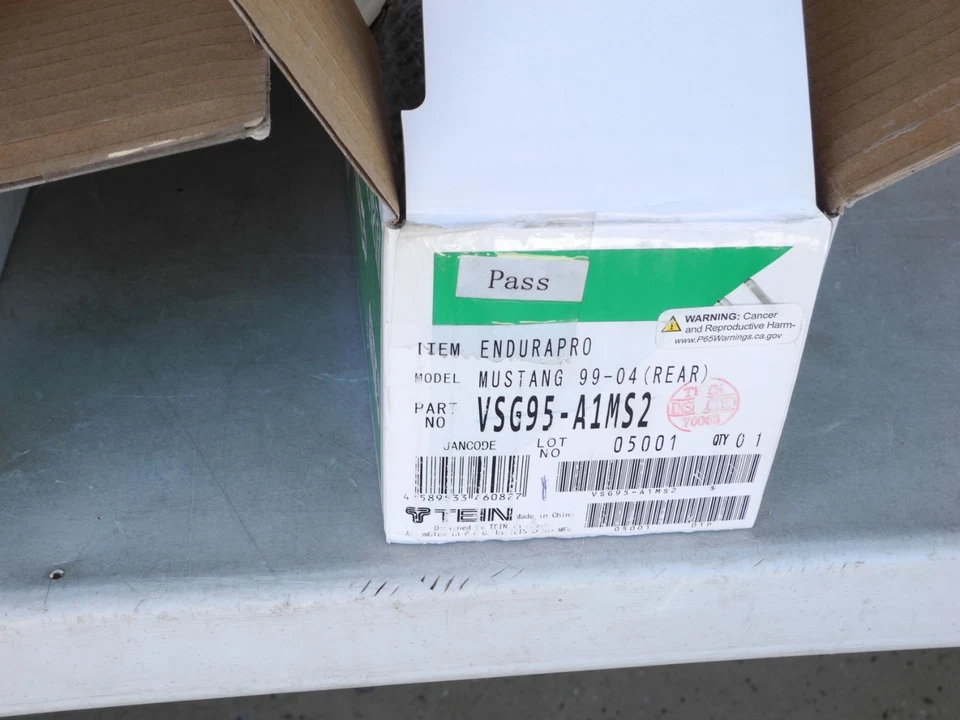 Pass
WARNING: Cancer
and Reproductive Harm-
www.P65Warnings.ca.gov
ITEM ENDURAPRO
MODEL MUSTANG 99-04(REAR)
PART NO VSG95-A1MS2
JANCODE LOT NO 05001 QTY 01
VSG95-A1MS2
TEIN Made in China
05001